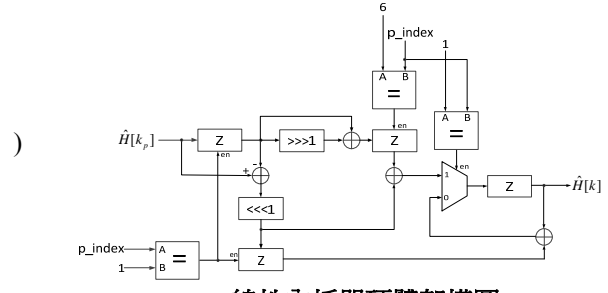 6
p_index
1
A B
=
en
A B
=
en
)
Ĥ[k_p]
Z
en
>>>1
Z
+ -
<<<1
1
0
Z
Ĥ[k]
p_index
1
A
B
=
en
Z